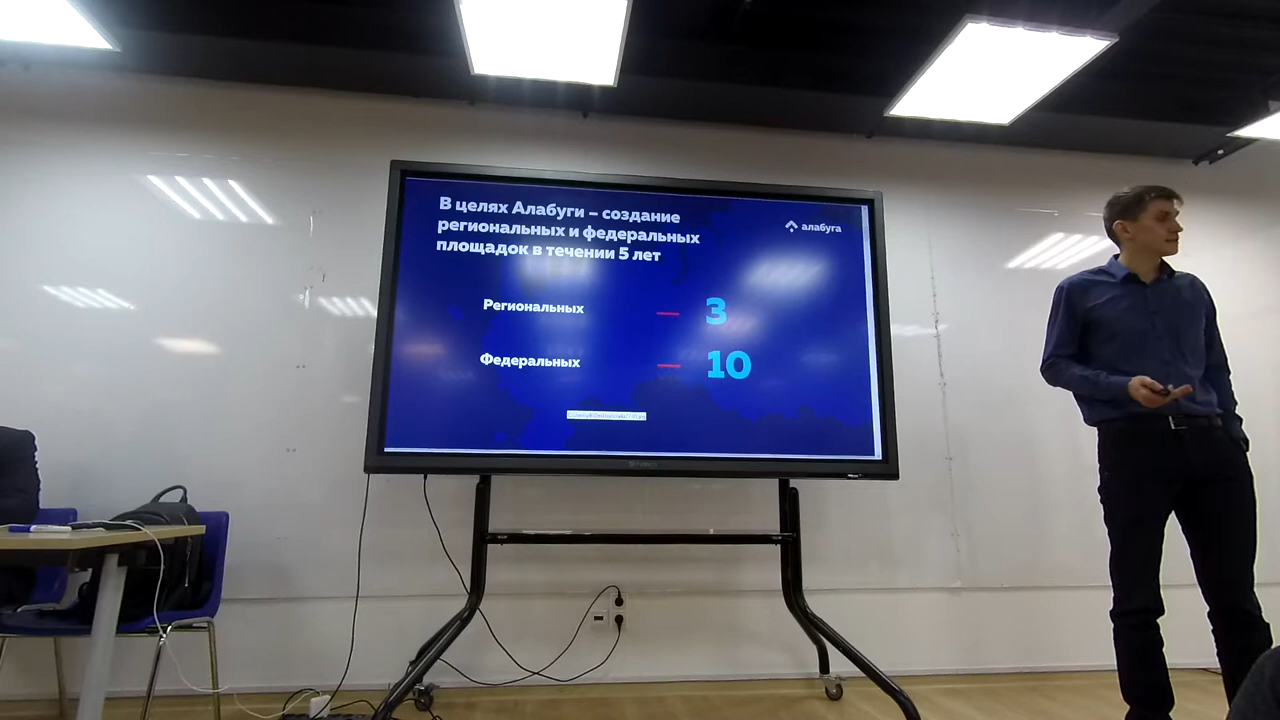 В целях Алабуги – создание
региональных и федеральных
площадок в течении 5 лет
алабуга
Региональных — 3
Федеральных — 10